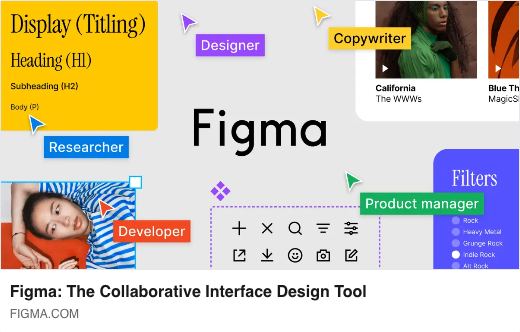 Display (Titling)
Heading (H1)
Subheading (H2)
Body (P)
Researcher
Designer
Copywriter
California
The WWWs
Blue Th
MagicS
Figma
Developer
Product manager
Filters
Rock
Heavy Metal
Grunge Rock
Indie Rock
Alt Rock
Figma: The Collaborative Interface Design Tool
FIGMA.COM